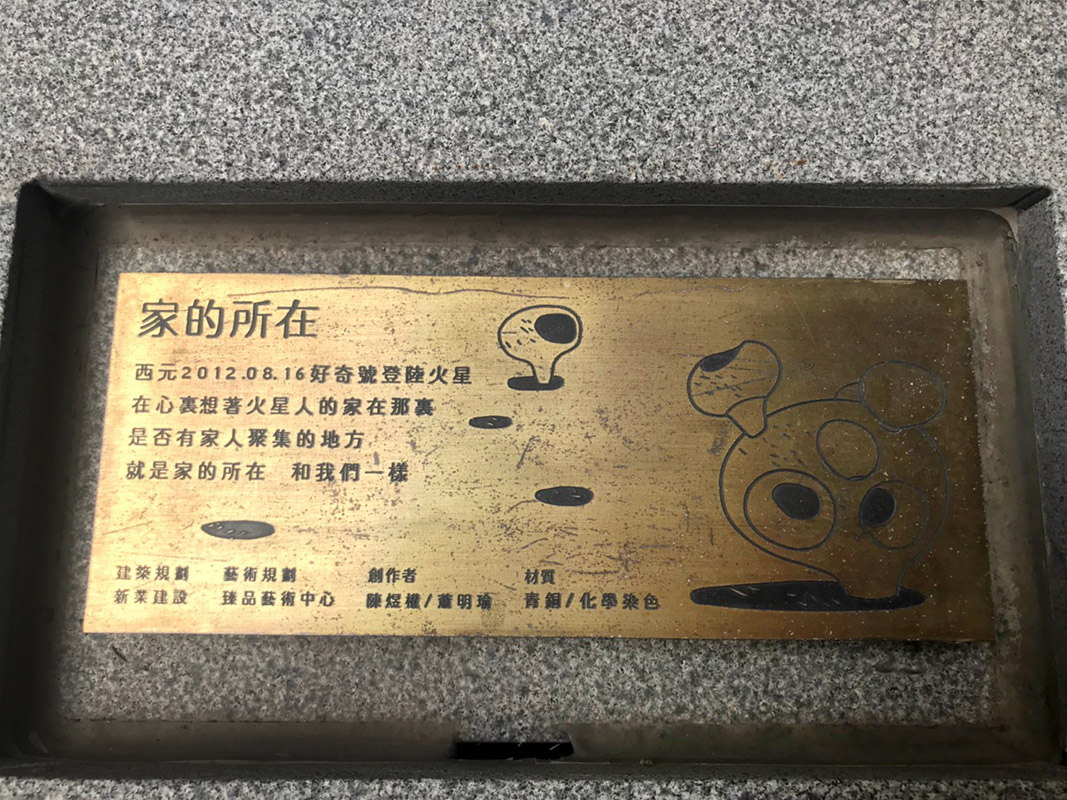 家的所在
西元2012.08.16好奇號登陸火星
在心裏想著火星人的家在那裏
是否有家人聚集的地方
就是家的所在 和我們一樣
建築規劃 藝術規劃 創作者 材質
新業建設 臻品藝術中心 陳煜權/蕭明瑜 青銅/化學染色